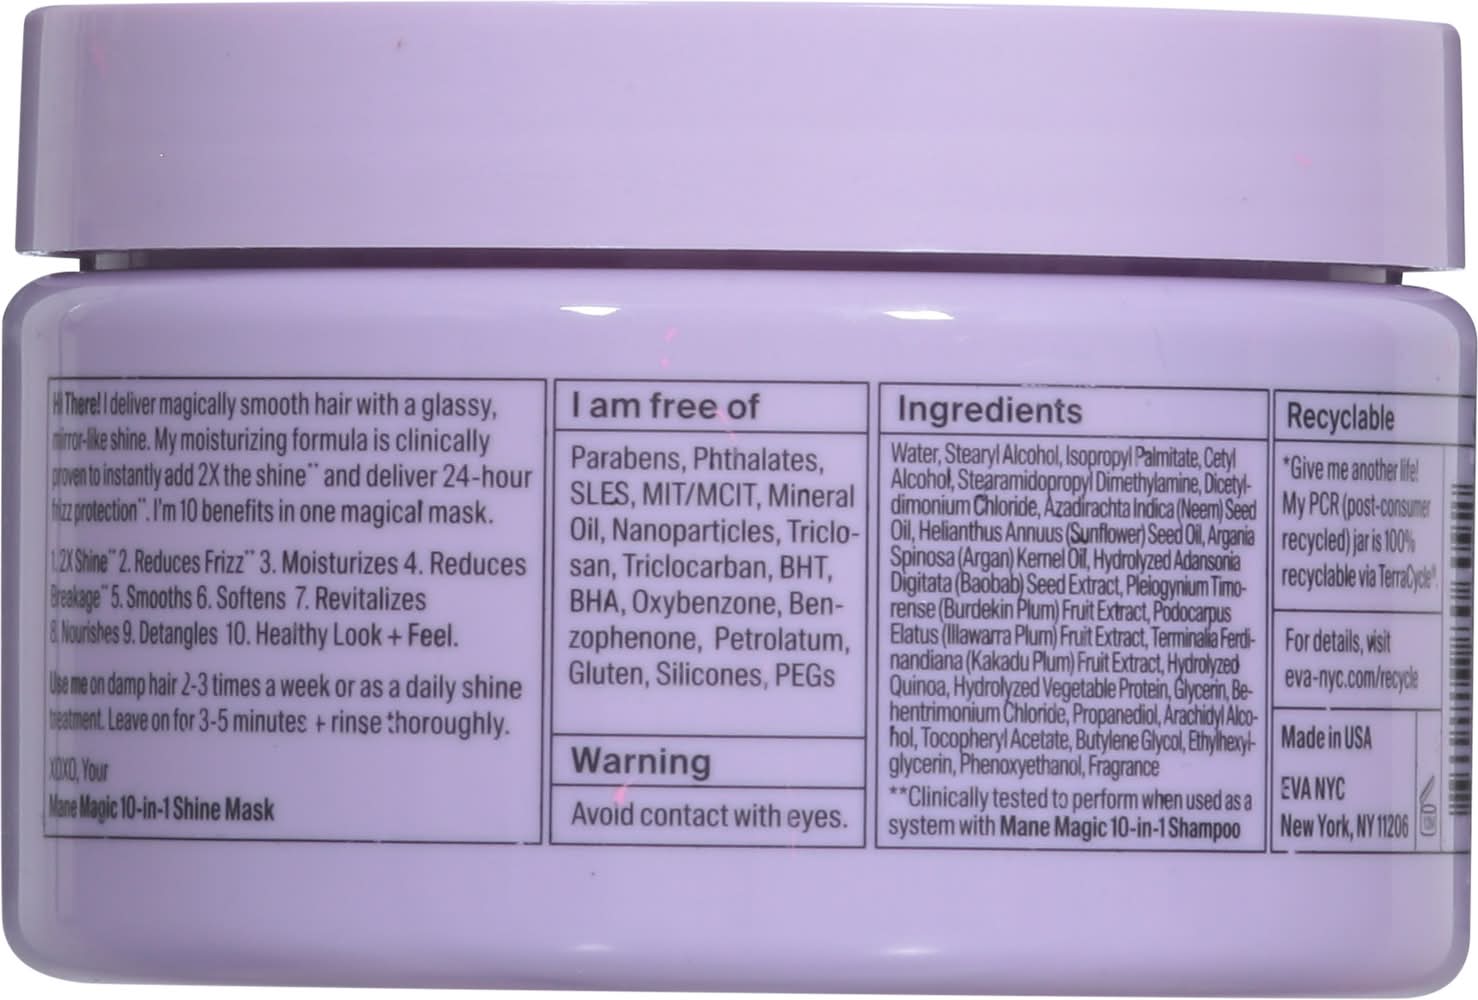 Hi There! I deliver magically smooth hair with a glassy,
mirror-like shine. My moisturizing formula is clinically
proven to instantly add 2X the shine** and deliver 24-hour
frizz protection**. I'm 10 benefits in one magical mask.
1. 2X Shine** 2. Reduces Frizz** 3. Moisturizes 4. Reduces
Breakage** 5. Smooths 6. Softens 7. Revitalizes
8. Nourishes 9. Detangles 10. Healthy Look + Feel.
Use me on damp hair 2-3 times a week or as a daily shine
treatment. Leave on for 3-5 minutes + rinse thoroughly.
XOXO, Your
Mane Magic 10-in-1 Shine Mask
I am free of
Parabens, Phthalates,
SLES, MIT/MCIT, Mineral
Oil, Nanoparticles, Triclo-
san, Triclocarban, BHT,
BHA, Oxybenzone, Ben-
zophenone, Petrolatum,
Gluten, Silicones, PEGs
Warning
Avoid contact with eyes.
Ingredients
Water, Stearyl Alcohol, Isopropyl Palmitate, Cetyl
Alcohol, Stearamidopropyl Dimethylamine, Dicetyl-
dimonium Chloride, Azadirachta Indica (Neem) Seed
Oil, Helianthus Annuus (Sunflower) Seed Oil, Argania
Spinosa (Argan) Kernel Oil, Hydrolyzed Adansonia
Digitata (Baobab) Seed Extract, Pleiogynium Timo-
rense (Burdekin Plum) Fruit Extract, Podocarpus
Elatus (Illawarra Plum) Fruit Extract, Terminalia Ferdi-
nandiana (Kakadu Plum) Fruit Extract, Hydrolyzed
Quinoa, Hydrolyzed Vegetable Protein, Glycerin, Be-
hentrimonium Chloride, Propanediol, Arachidyl Alco-
hol, Tocopheryl Acetate, Butylene Glycol, Ethylhexyl-
glycerin, Phenoxyethanol, Fragrance
**Clinically tested to perform when used as a
system with Mane Magic 10-in-1 Shampoo
Recyclable
*Give me another life!
My PCR (post-consumer
recycled) jar is 100%
recyclable via TerraCycle®.
For details, visit
eva-nyc.com/recycle
Made in USA
EVA NYC
New York, NY 11206